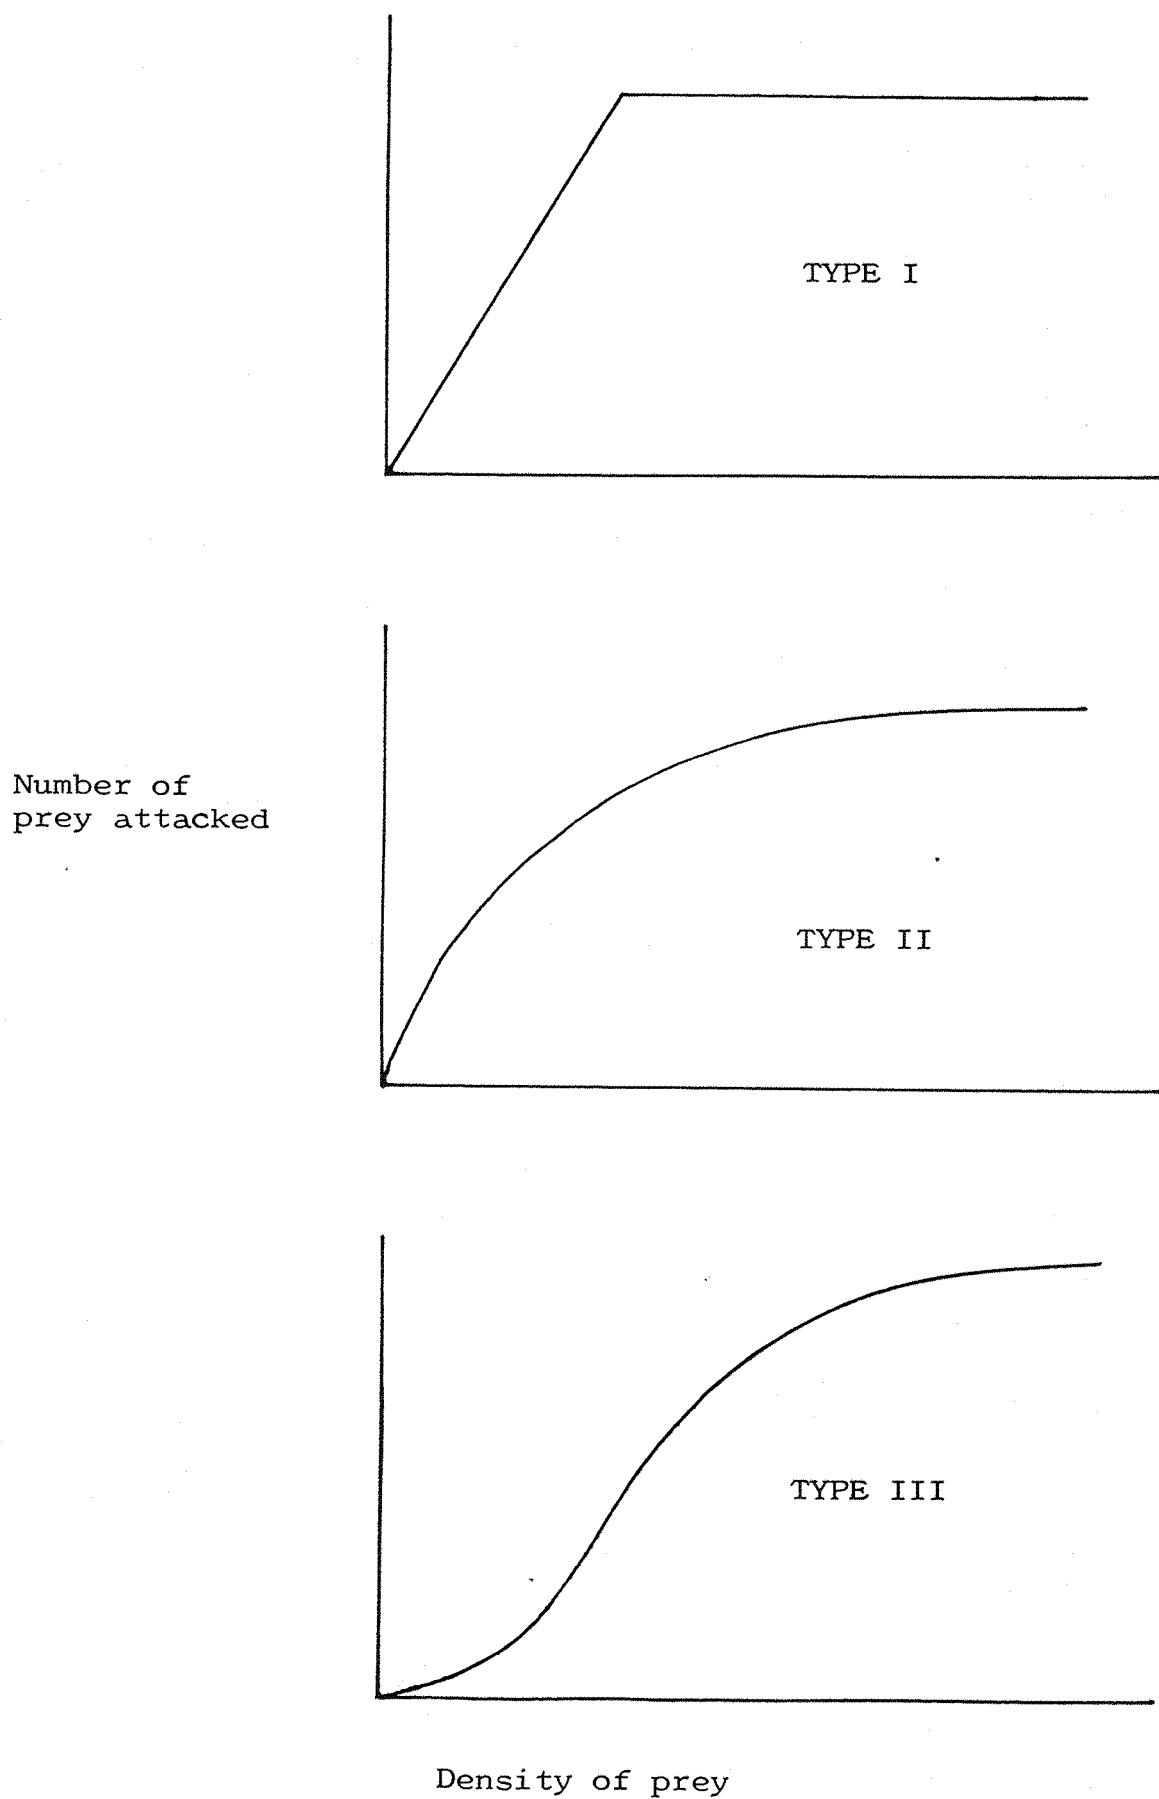 TYPE I
Number of
prey attacked
TYPE II
TYPE III
Density of prey